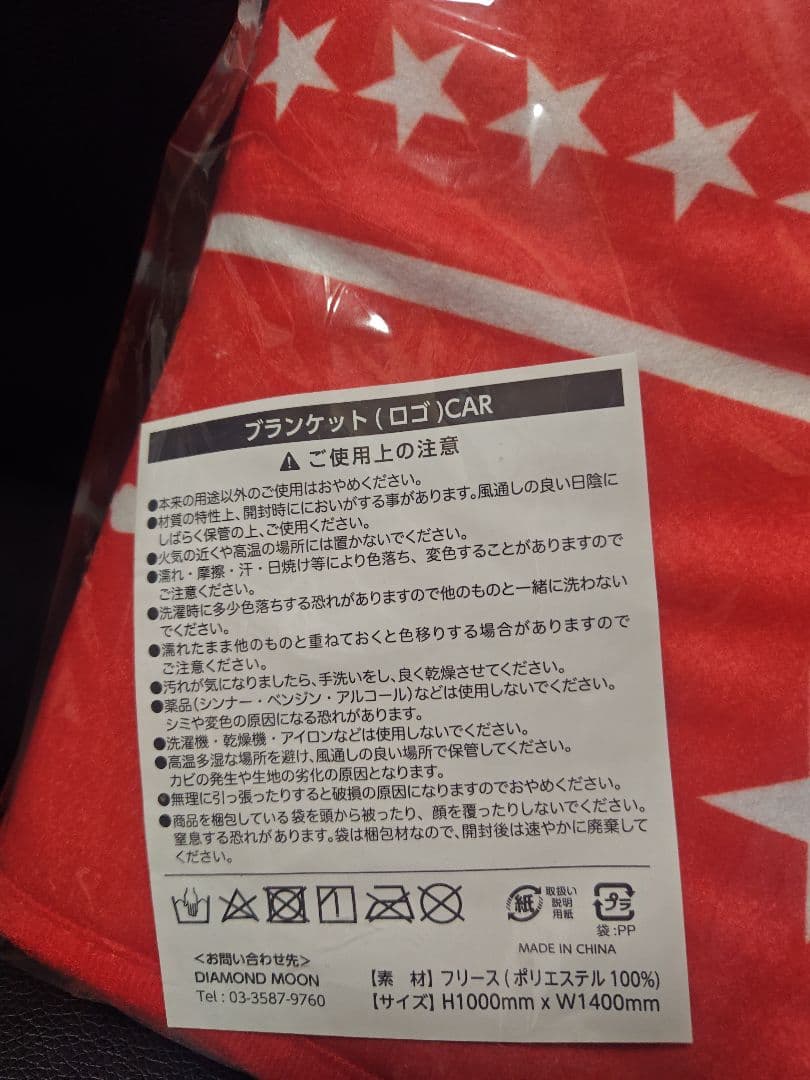 ブランケット(ロゴ)CAR
ご使用上の注意
●本来の用途以外のご使用はおやめください。
●材質の特性上、開封時ににおいがする事があります。風通しの良い日陰に
しばらく保管の上、ご使用ください。
●火気の近くや高温の場所には置かないでください。
●濡れ・摩擦・汗・日焼け等により色落ち、変色することがありますので
ご注意ください。
●洗濯時に多少色落ちする恐れがありますので他のものと一緒に洗わない
でください。
●濡れたまま他のものと重ねておくと色移りする場合がありますので
ご注意ください。
●汚れが気になりましたら、手洗いをし、良く乾燥させてください。
●薬品(シンナー・ベンジン・アルコール)などは使用しないでください。
シミや変色の原因になる恐れがあります。
●洗濯機・乾燥機・アイロンなどは使用しないでください。
●高温多湿な場所を避け、風通しの良い場所で保管してください。
カビの発生や生地の劣化の原因となります。
●無理に引っ張ったりすると破損の原因になりますのでおやめください。
●商品を梱包している袋を頭から被ったり、顔を覆ったりしないでください。
窒息する恐れがあります。袋は梱包材なので、開封後は速やかに廃棄して
ください。
紙
取扱い
説明
用紙
プラ
袋:PP
MADE IN CHINA
<お問い合わせ先>
DIAMOND MOON
Tel : 03-3587-9760
【素 材】フリース(ポリエステル100%)
【サイズ】H1000mm x W1400mm